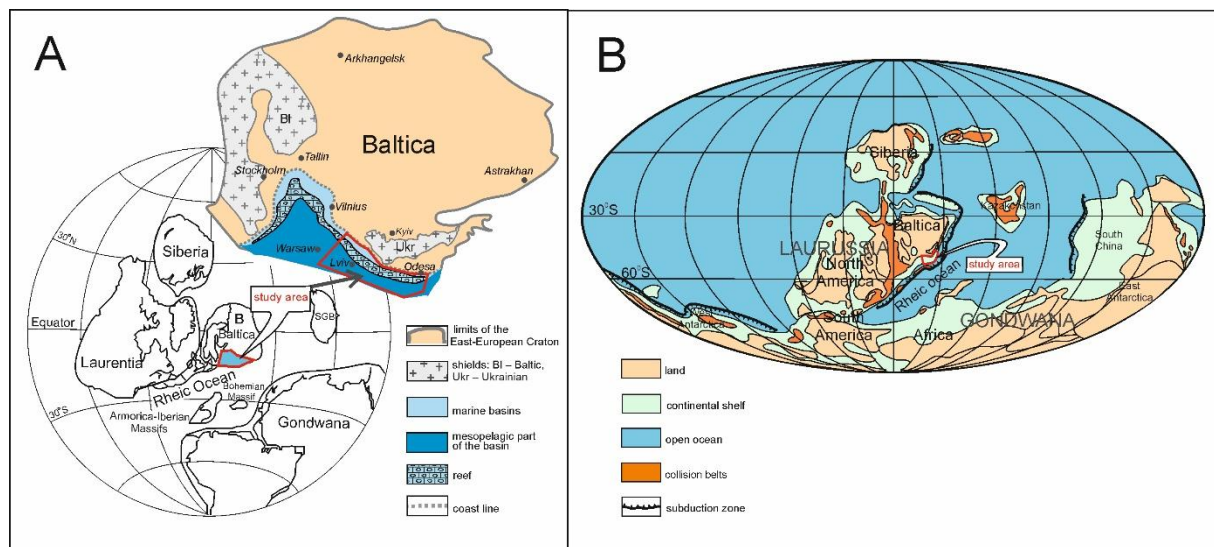 A
Arkhangelsk
Bl
Baltica
Tallin
Stockholm
Astrakhan
Vilnius
Kyiv
Ukr
Warsaw
Lviv
Odesa
30°N
Siberia
study area
B
Baltica
SGB
Equator
Laurentia
Rheic Ocean
Bohemian
Massif
30°S
Armorica-Iberian
Massifs
Gondwana
limits of the
East-European Craton
shields: Bl – Baltic,
Ukr – Ukrainian
marine basins
mesopelagic part
of the basin
reef
coast line
B
Siberia
30°S
Kazakhstan
Baltica
South
China
LAURUSSIA
North
America
study area
60°S
Rheic ocean
East
Antarctica
West
Antarctica
South
America
Africa
GONDWANA
land
continental shelf
open ocean
collision belts
subduction zone